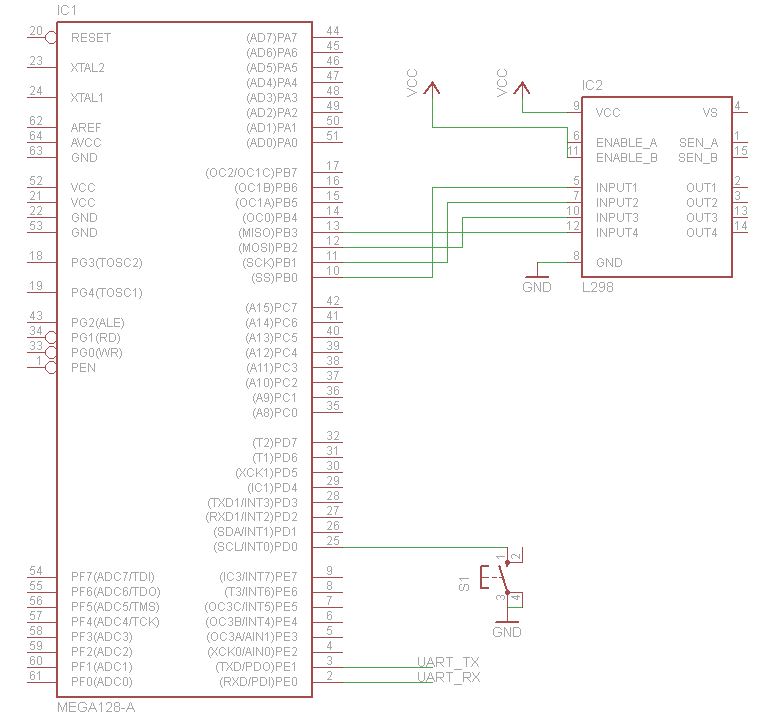 IC1
20 RESET (AD7)PA7 44
(AD6)PA6 45
23 XTAL2 (AD5)PA5 46
(AD4)PA4 47
24 XTAL1 (AD3)PA3 48
(AD2)PA2 49
62 AREF (AD1)PA1 50
64 AVCC (AD0)PA0 51
63 GND
(OC2/OC1C)PB7 17
52 VCC (OC1B)PB6 16
21 VCC (OC1A)PB5 15
22 GND (OC0)PB4 14
53 GND (MISO)PB3 13
(MOSI)PB2 12
18 PG3(TOSC2) (SCK)PB1 11
(SS)PB0 10
19 PG4(TOSC1)
(A15)PC7 42
43 PG2(ALE) (A14)PC6 41
34 PG1(RD) (A13)PC5 40
33 PG0(WR) (A12)PC4 39
1 PEN (A11)PC3 38
(A10)PC2 37
(A9)PC1 36
(A8)PC0 35
(T2)PD7 32
(T1)PD6 31
(XCK1)PD5 30
(IC1)PD4 29
(TXD1/INT3)PD3 28
(RXD1/INT2)PD2 27
(SDA/INT1)PD1 26
(SCL/INT0)PD0 25
54 PF7(ADC7/TDI) (IC3/INT7)PE7 9
55 PF6(ADC6/TDO) (T3/INT6)PE6 8
56 PF5(ADC5/TMS) (OC3C/INT5)PE5 7
57 PF4(ADC4/TCK) (OC3B/INT4)PE4 6
58 PF3(ADC3) (OC3A/AIN1)PE3 5
59 PF2(ADC2) (XCK0/AIN0)PE2 4
60 PF1(ADC1) (TXD/PDO)PE1 3 UART_TX
61 PF0(ADC0) (RXD/PDI)PE0 2 UART_RX
MEGA128-A
VCC
VCC
IC2
9 VCC VS 4
6 ENABLE_A SEN_A 1
11 ENABLE_B SEN_B 15
5 INPUT1 OUT1 2
7 INPUT2 OUT2 3
10 INPUT3 OUT3 13
12 INPUT4 OUT4 14
8 GND
GND
L298
S1
1 2
3 4
GND